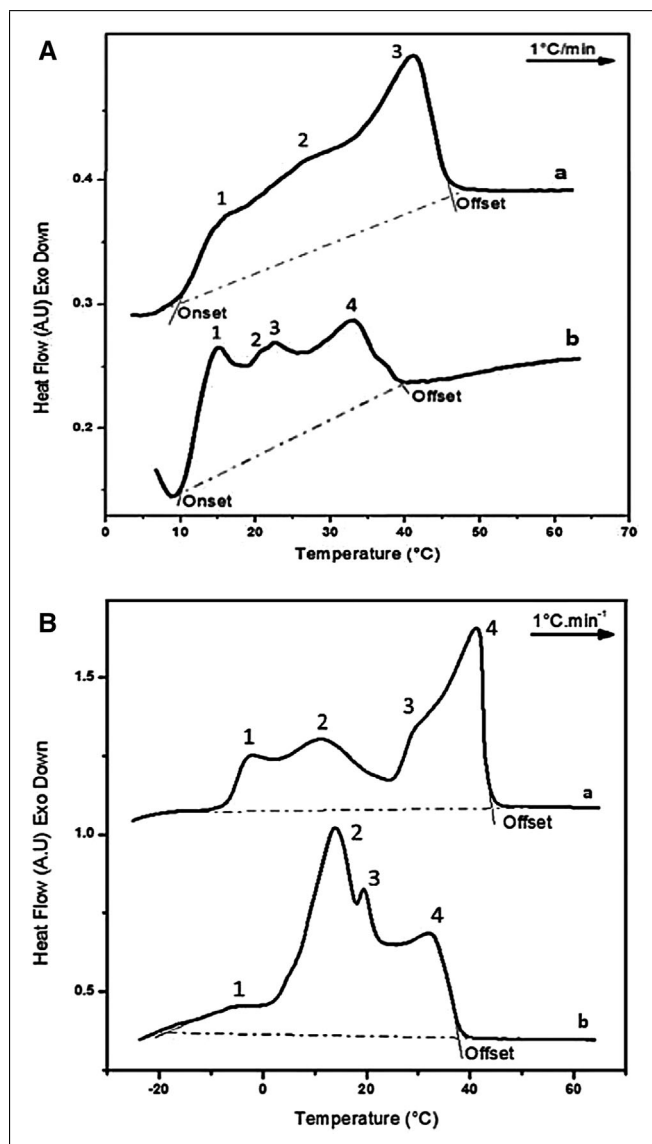 A
1°C/min
3
2
1
a
Offset
Onset
4
1
2
3
b
Offset
Onset
0.4
0.3
0.2
Heat Flow (A.U) Exo Down
0 10 20 30 40 50 60 70
Temperature (°C)
B
1°C.min⁻¹
4
3
1
2
a
Offset
2
3
4
1
b
Offset
1.5
1.0
0.5
Heat Flow (A.U) Exo Down
-20 0 20 40 60
Temperature (°C)